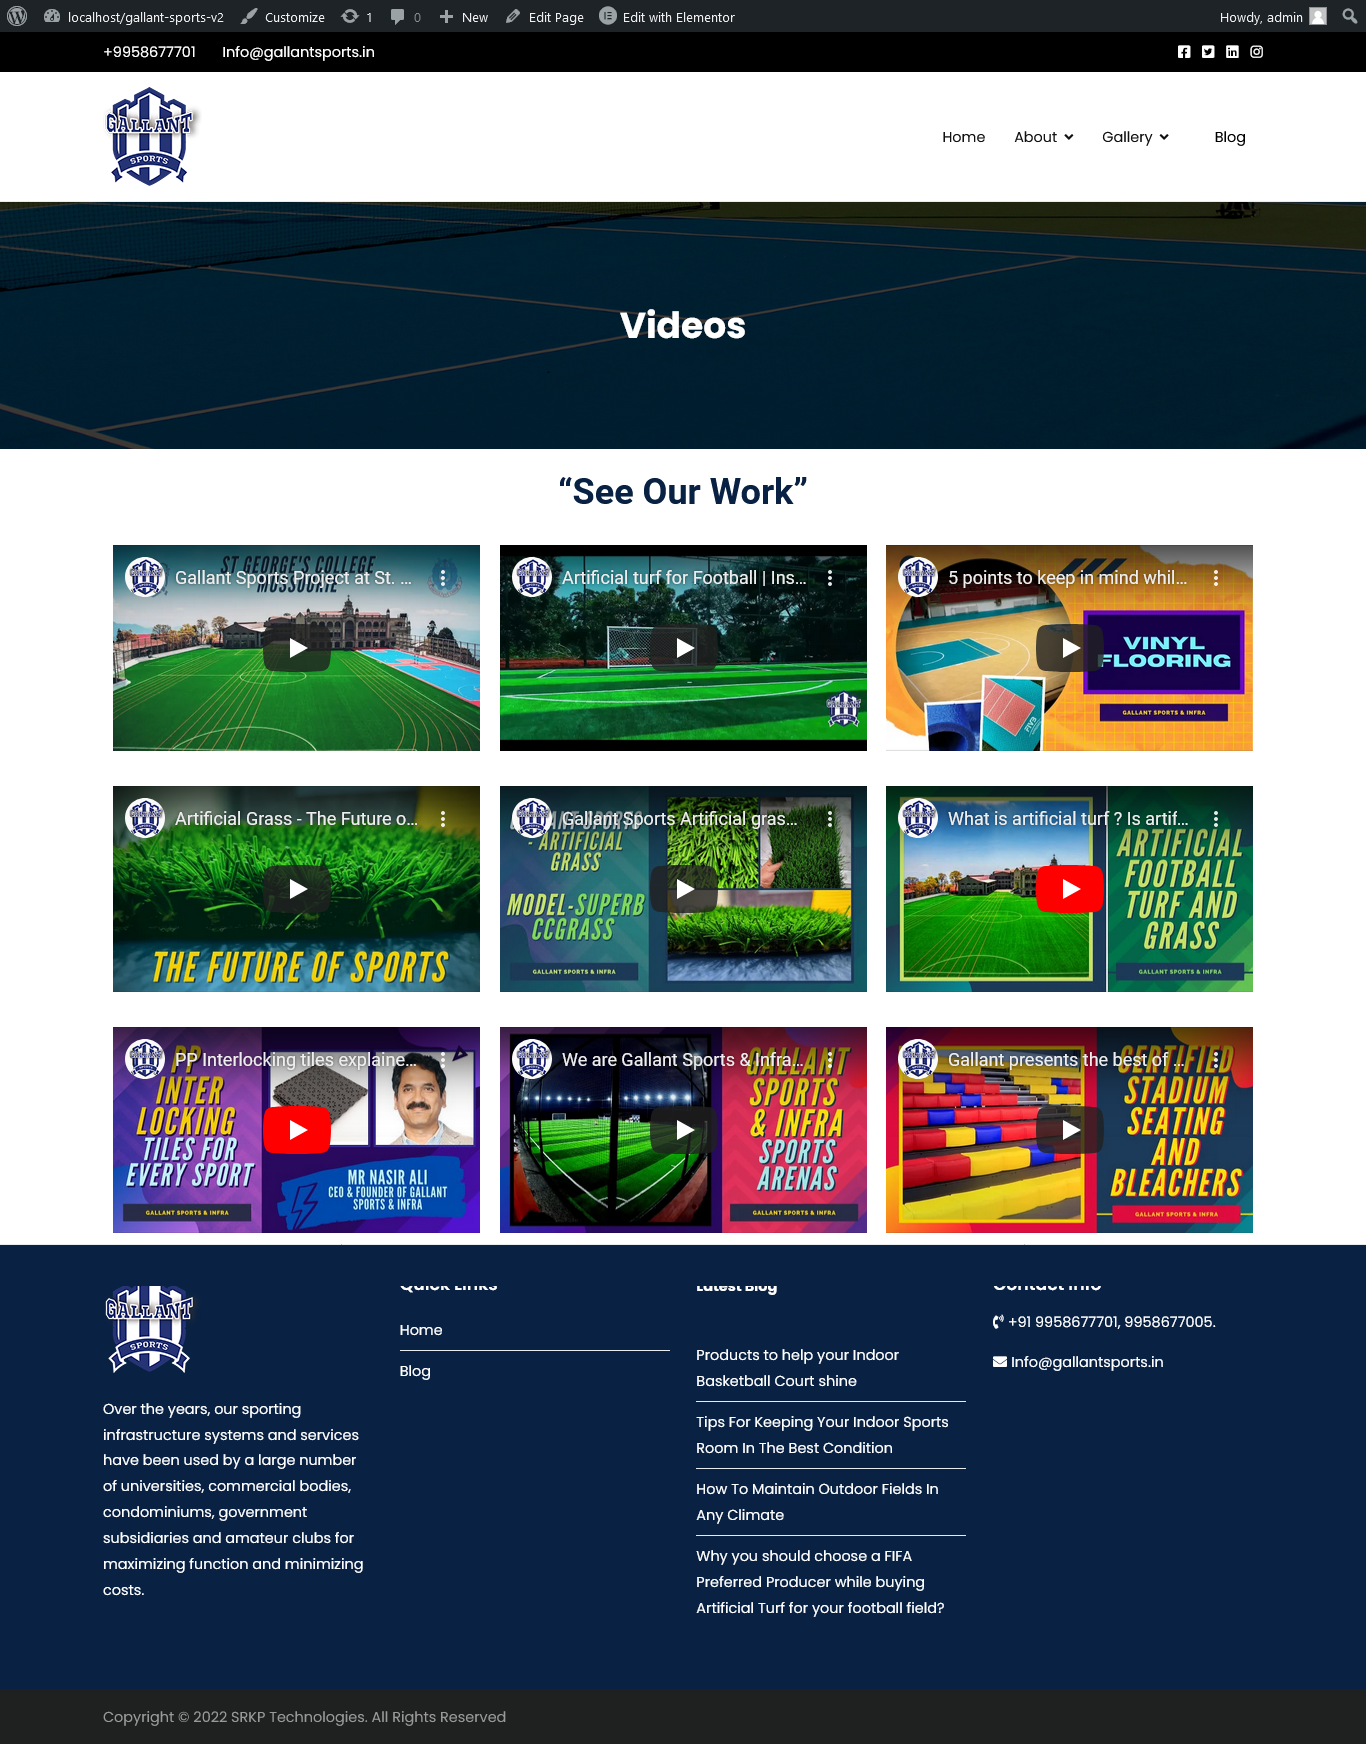 localhost/gallant-sports-v2 Customize 1 0 New Edit Page Edit with Elementor Howdy, admin
+9958677701 Info@gallantsports.in
GALLANT
SPORTS
Home About Gallery Blog
Videos
“See Our Work”
ST GEORGE'S COLLEGE
MUSSOORIE
Gallant Sports Project at St. ...
Artificial turf for Football | Ins...
GALLANT
5 points to keep in mind whil...
VINYL
FLOORING
GALLANT SPORTS & INFRA
FIVE
Artificial Grass - The Future o...
THE FUTURE OF SPORTS
Gallant Sports Artificial gras...
GALLANT SPORTS
- ARTIFICIAL
GRASS
MODEL-SUPERB
CCGRASS
GALLANT SPORTS & INFRA
What is artificial turf ? Is artif...
ARTIFICIAL
FOOTBALL
TURF AND
GRASS
GALLANT SPORTS & INFRA
PP Interlocking tiles explaine...
PP
INTER
LOCKING
TILES FOR
EVERY SPORT
GALLANT SPORTS & INFRA
MR NASIR ALI
CEO & FOUNDER OF GALLANT
SPORTS & INFRA
We are Gallant Sports & Infra...
GALLANT
SPORTS
& INFRA
SPORTS
ARENAS
GALLANT SPORTS & INFRA
Gallant presents the best of ...
CERTIFIED
STADIUM
SEATING
AND
BLEACHERS
GALLANT SPORTS & INFRA
GALLANT
SPORTS
Over the years, our sporting
infrastructure systems and services
have been used by a large number
of universities, commercial bodies,
condominiums, government
subsidiaries and amateur clubs for
maximizing function and minimizing
costs.
Quick Links
Home
Blog
Latest Blog
Products to help your Indoor
Basketball Court shine
Tips For Keeping Your Indoor Sports
Room In The Best Condition
How To Maintain Outdoor Fields In
Any Climate
Why you should choose a FIFA
Preferred Producer while buying
Artificial Turf for your football field?
Contact Info
+91 9958677701, 9958677005.
Info@gallantsports.in
Copyright © 2022 SRKP Technologies. All Rights Reserved